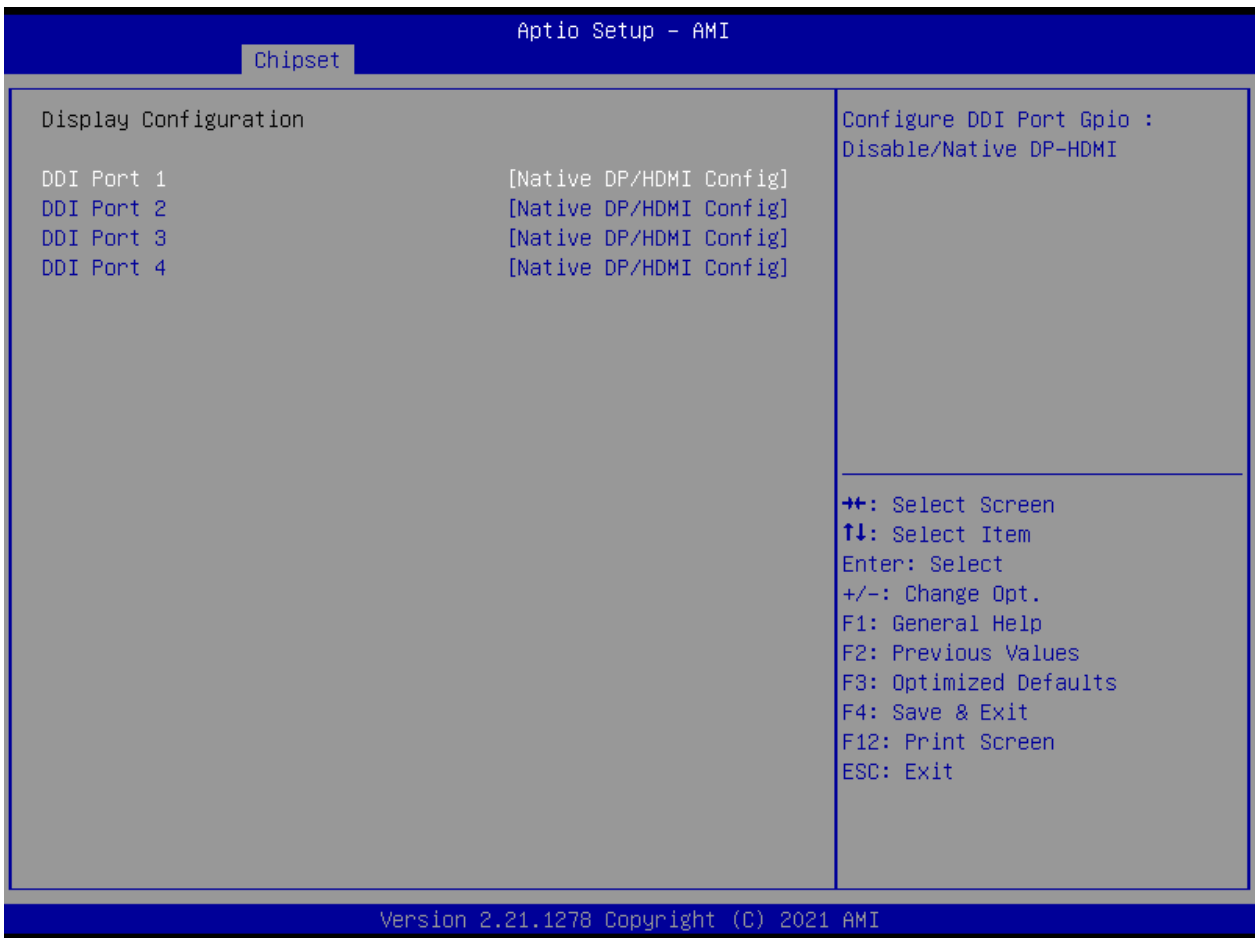 Aptio Setup – AMI
Chipset
Display Configuration
DDI Port 1 [Native DP/HDMI Config]
DDI Port 2 [Native DP/HDMI Config]
DDI Port 3 [Native DP/HDMI Config]
DDI Port 4 [Native DP/HDMI Config]
Configure DDI Port Gpio :
Disable/Native DP-HDMI
→←: Select Screen
↑↓: Select Item
Enter: Select
+/-: Change Opt.
F1: General Help
F2: Previous Values
F3: Optimized Defaults
F4: Save & Exit
F12: Print Screen
ESC: Exit
Version 2.21.1278 Copyright (C) 2021 AMI